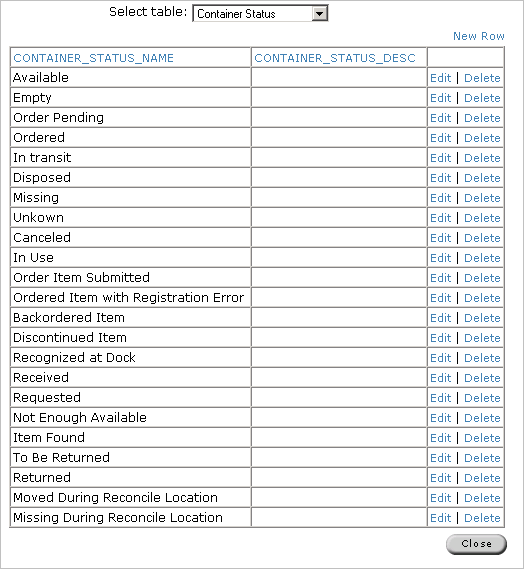 Select table: Container Status
New Row
CONTAINER_STATUS_NAME CONTAINER_STATUS_DESC
Available Edit | Delete
Empty Edit | Delete
Order Pending Edit | Delete
Ordered Edit | Delete
In transit Edit | Delete
Disposed Edit | Delete
Missing Edit | Delete
Unkown Edit | Delete
Canceled Edit | Delete
In Use Edit | Delete
Order Item Submitted Edit | Delete
Ordered Item with Registration Error Edit | Delete
Backordered Item Edit | Delete
Discontinued Item Edit | Delete
Recognized at Dock Edit | Delete
Received Edit | Delete
Requested Edit | Delete
Not Enough Available Edit | Delete
Item Found Edit | Delete
To Be Returned Edit | Delete
Returned Edit | Delete
Moved During Reconcile Location Edit | Delete
Missing During Reconcile Location Edit | Delete
Close